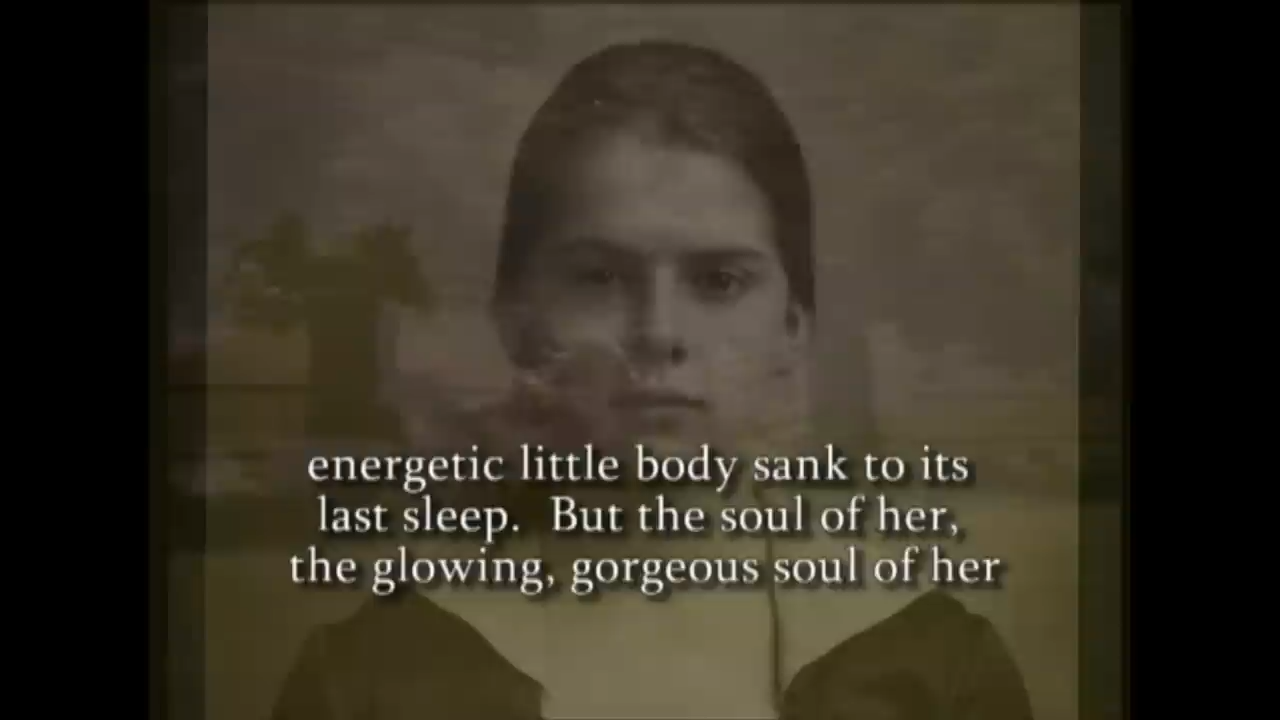 energetic little body sank to its
last sleep.  But the soul of her,
the glowing, gorgeous soul of her